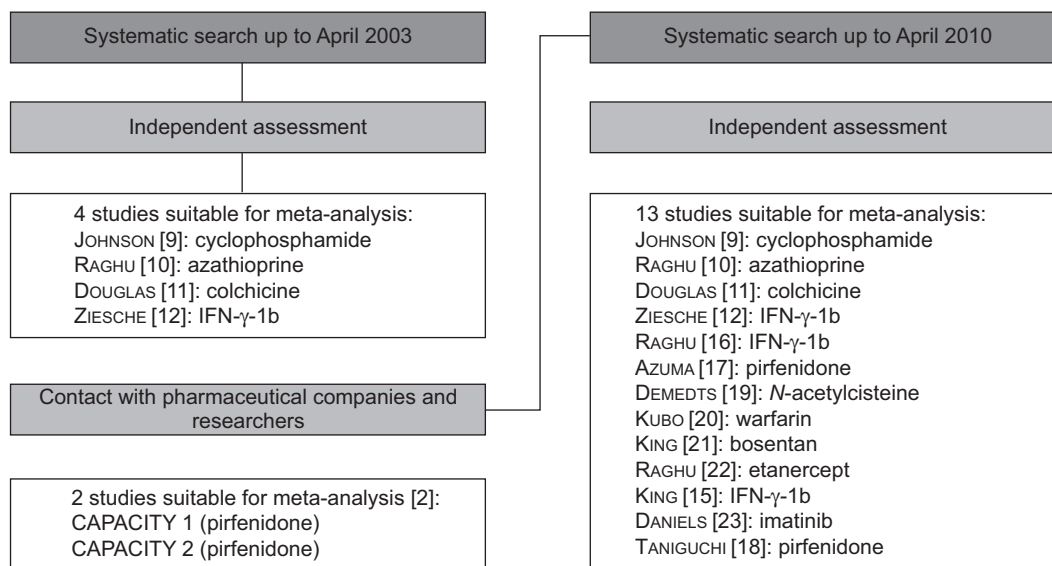 Systematic search up to April 2003
Independent assessment
4 studies suitable for meta-analysis:
JOHNSON [9]: cyclophosphamide
RAGHU [10]: azathioprine
DOUGLAS [11]: colchicine
ZIESCHE [12]: IFN-γ-1b
Contact with pharmaceutical companies and
researchers
2 studies suitable for meta-analysis [2]:
CAPACITY 1 (pirfenidone)
CAPACITY 2 (pirfenidone)
Systematic search up to April 2010
Independent assessment
13 studies suitable for meta-analysis:
JOHNSON [9]: cyclophosphamide
RAGHU [10]: azathioprine
DOUGLAS [11]: colchicine
ZIESCHE [12]: IFN-γ-1b
RAGHU [16]: IFN-γ-1b
AZUMA [17]: pirfenidone
DEMEDTS [19]: N-acetylcisteine
KUBO [20]: warfarin
KING [21]: bosentan
RAGHU [22]: etanercept
KING [15]: IFN-γ-1b
DANIELS [23]: imatinib
TANIGUCHI [18]: pirfenidone